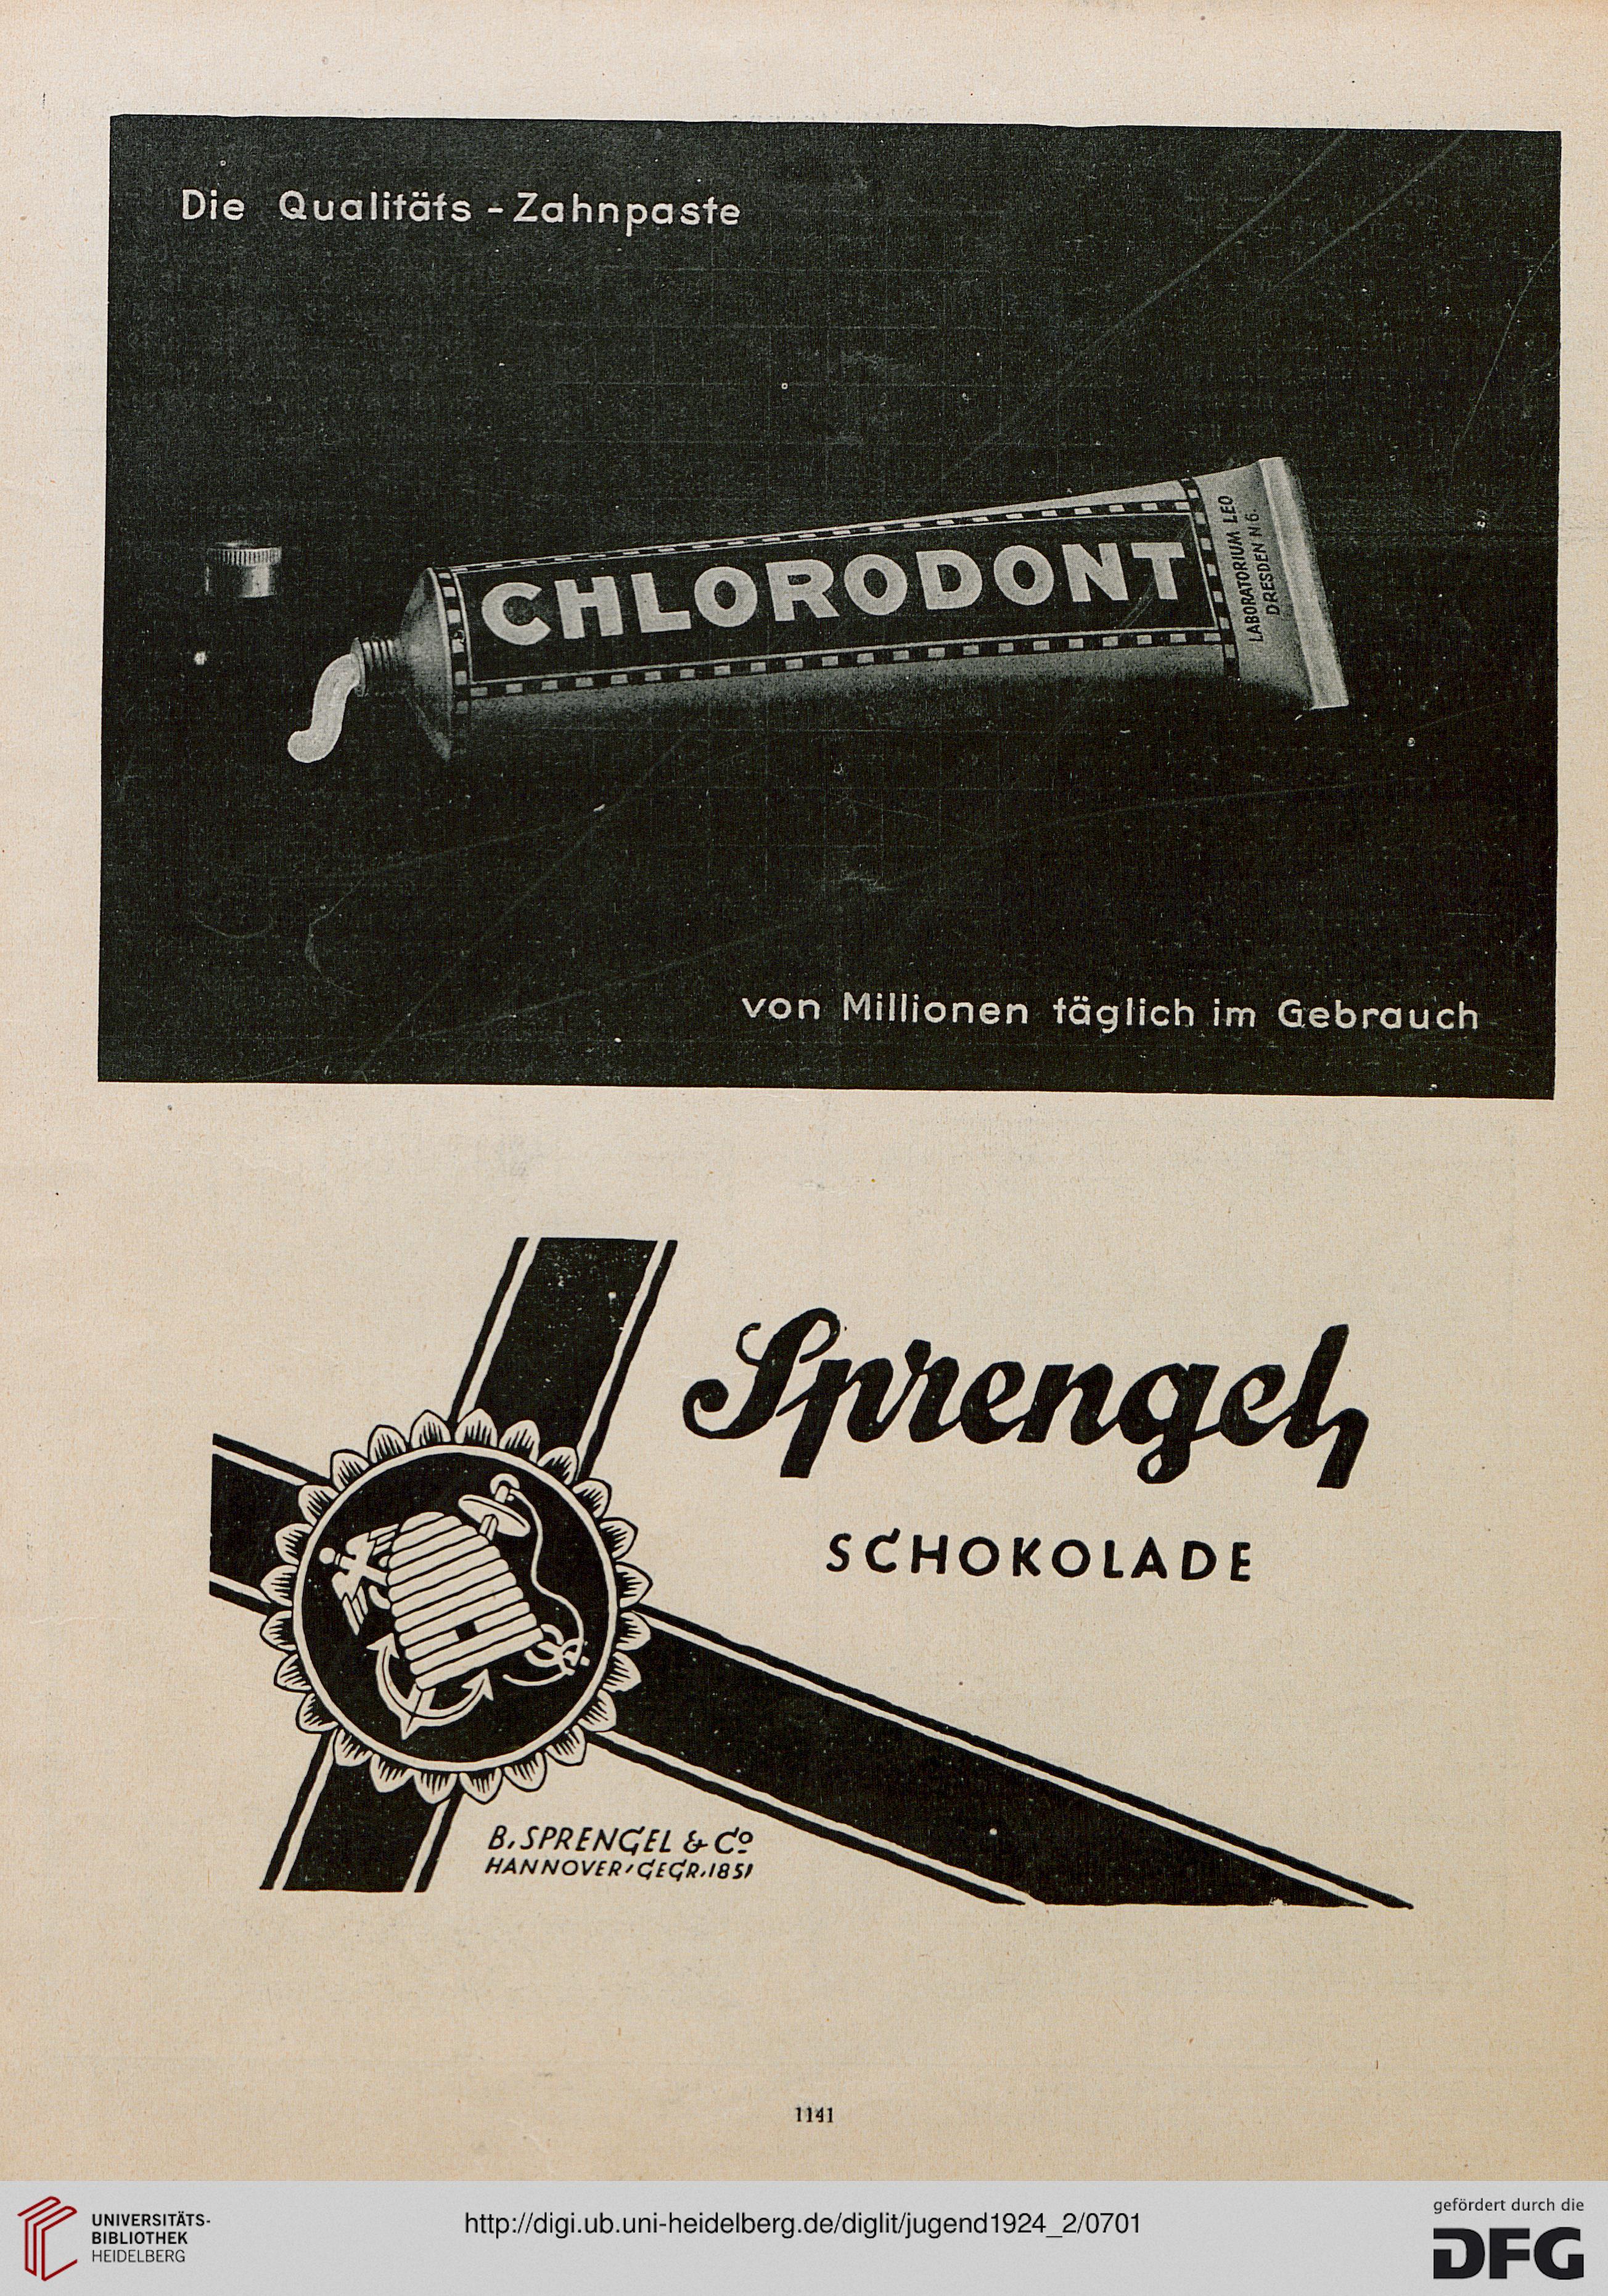 Die Qualitäts-Zahnpaste
CHLORODONT
LABORATORIUM LEO
DRESDEN N 6.
von Millionen täglich im Gebrauch
Sprengel
SCHOKOLADE
B. SPRENGEL & Co
HANNOVER, GEGR. 1851
1141
UNIVERSITÄTS-
BIBLIOTHEK
HEIDELBERG
http://digi.ub.uni-heidelberg.de/diglit/jugend1924_2/0701
gefördert durch die
DFG